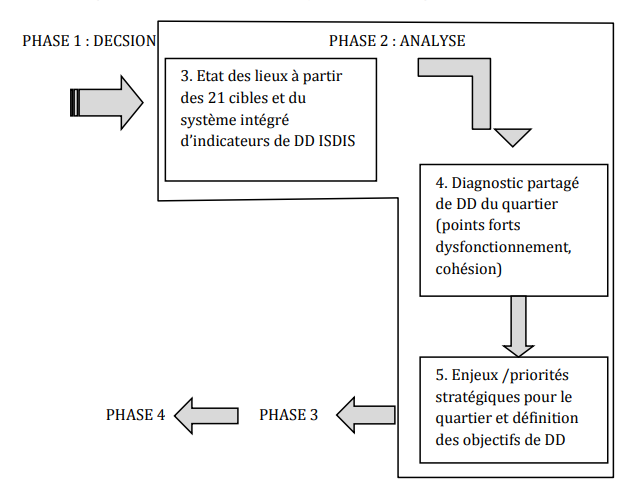 PHASE 1 : DECSION
PHASE 2 : ANALYSE
3. Etat des lieux à partir
des 21 cibles et du
système intégré
d'indicateurs de DD ISDIS
4. Diagnostic partagé
de DD du quartier
(points forts
dysfonctionnement,
cohésion)
5. Enjeux /priorités
stratégiques pour le
quartier et définition
des objectifs de DD
PHASE 3
PHASE 4